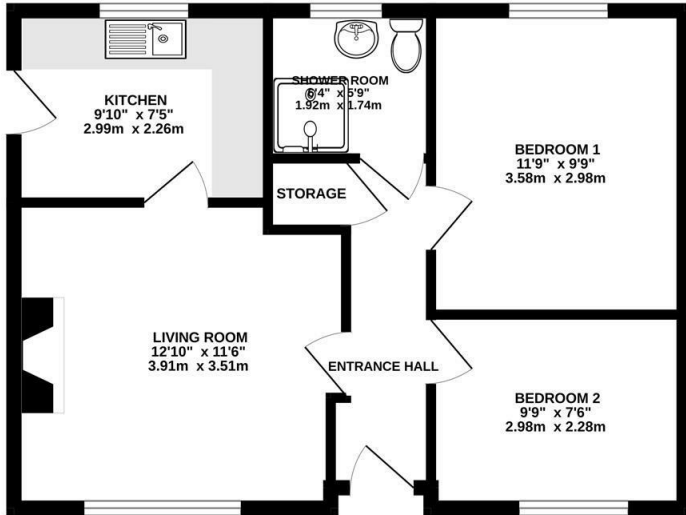 KITCHEN
9'10" x 7'5"
2.99m x 2.26m
SHOWER ROOM
6'4" x 5'9"
1.92m x 1.74m
BEDROOM 1
11'9" x 9'9"
3.58m x 2.98m
STORAGE
LIVING ROOM
12'10" x 11'6"
3.91m x 3.51m
ENTRANCE HALL
BEDROOM 2
9'9" x 7'6"
2.98m x 2.28m